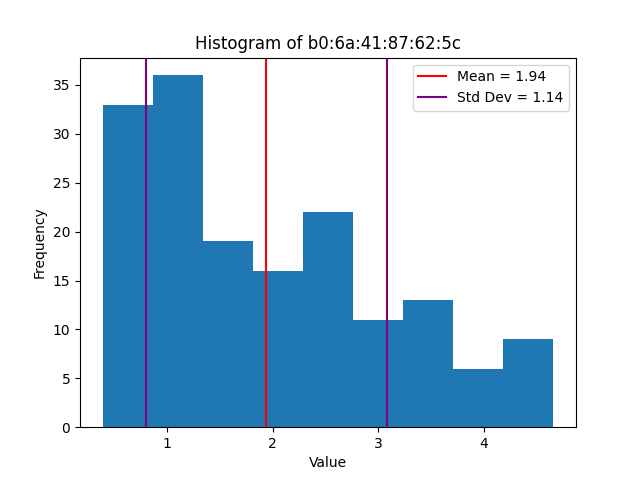 Histogram of b0:6a:41:87:62:5c
Mean = 1.94
Std Dev = 1.14
35
30
25
20
15
10
5
0
Frequency
1 2 3 4
Value